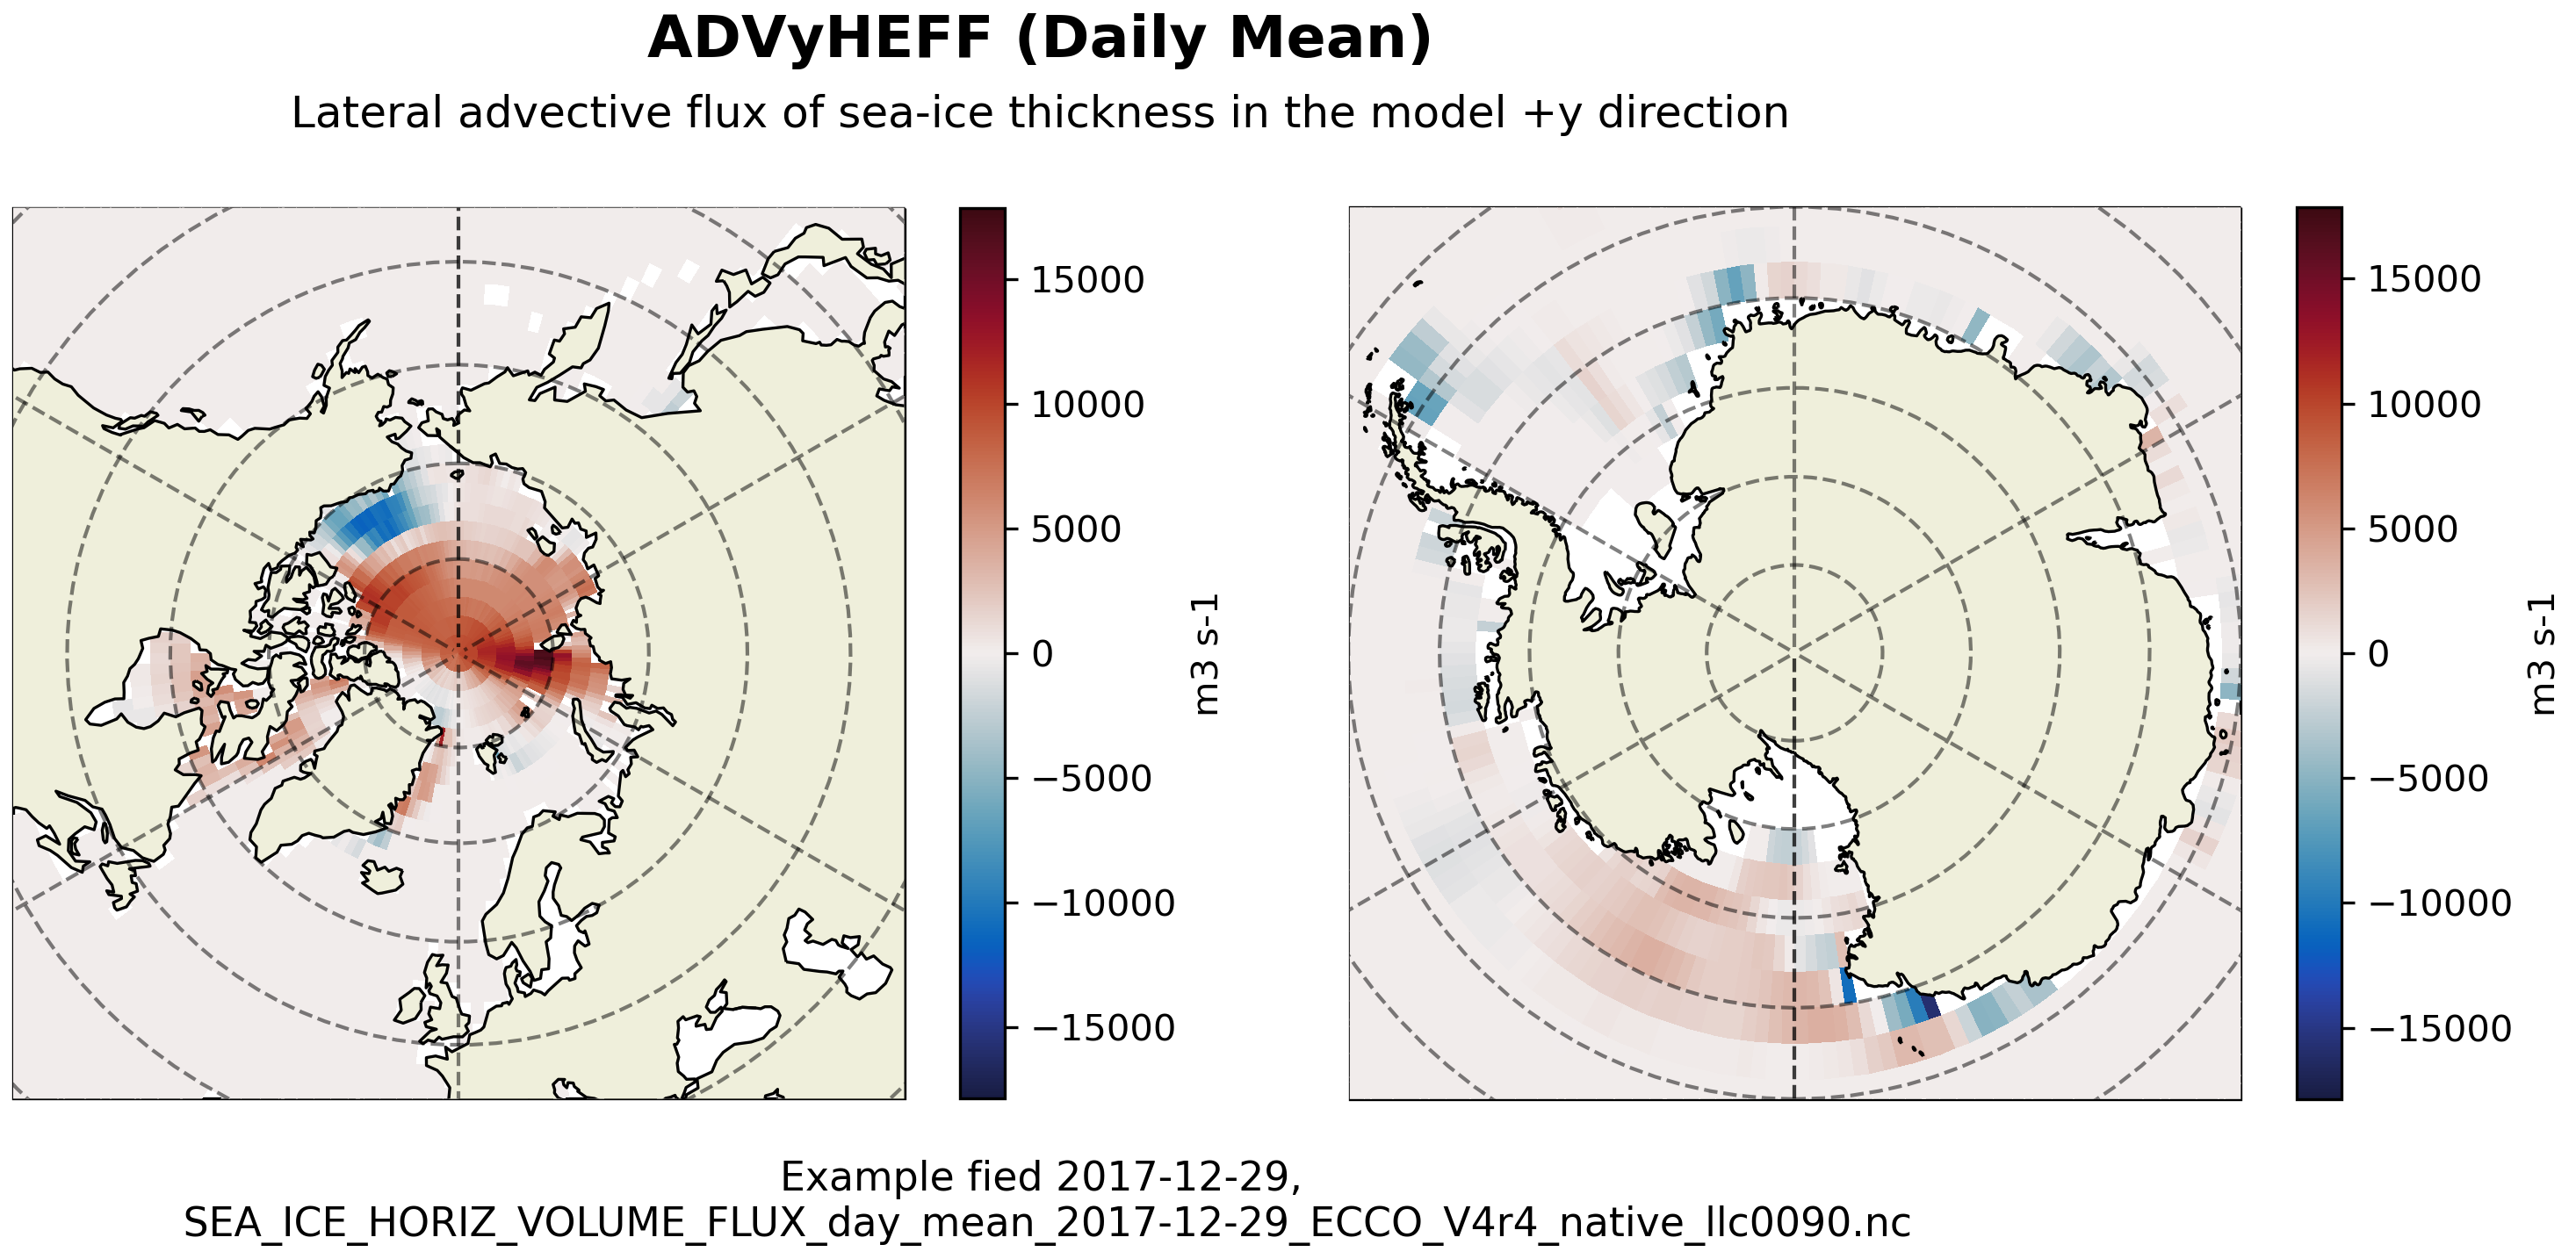 ADVyHEFF (Daily Mean)
Lateral advective flux of sea-ice thickness in the model +y direction
15000
10000
5000
0
−5000
−10000
−15000
m3 s-1
15000
10000
5000
0
−5000
−10000
−15000
m3 s-1
Example fied 2017-12-29,
SEA_ICE_HORIZ_VOLUME_FLUX_day_mean_2017-12-29_ECCO_V4r4_native_llc0090.nc